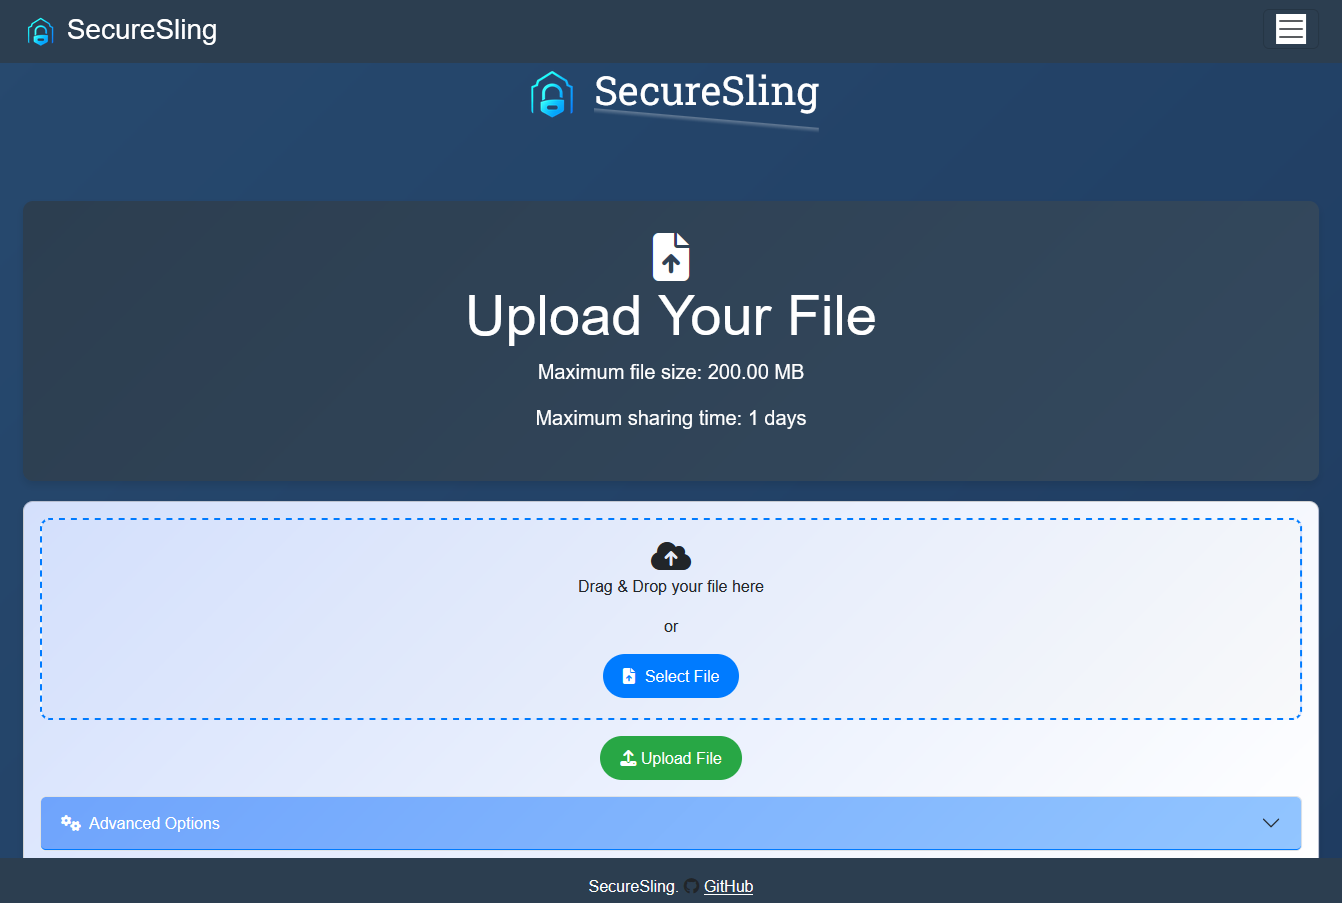 SecureSling
SecureSling
Upload Your File
Maximum file size: 200.00 MB
Maximum sharing time: 1 days
Drag & Drop your file here
or
Select File
Upload File
Advanced Options
SecureSling. GitHub